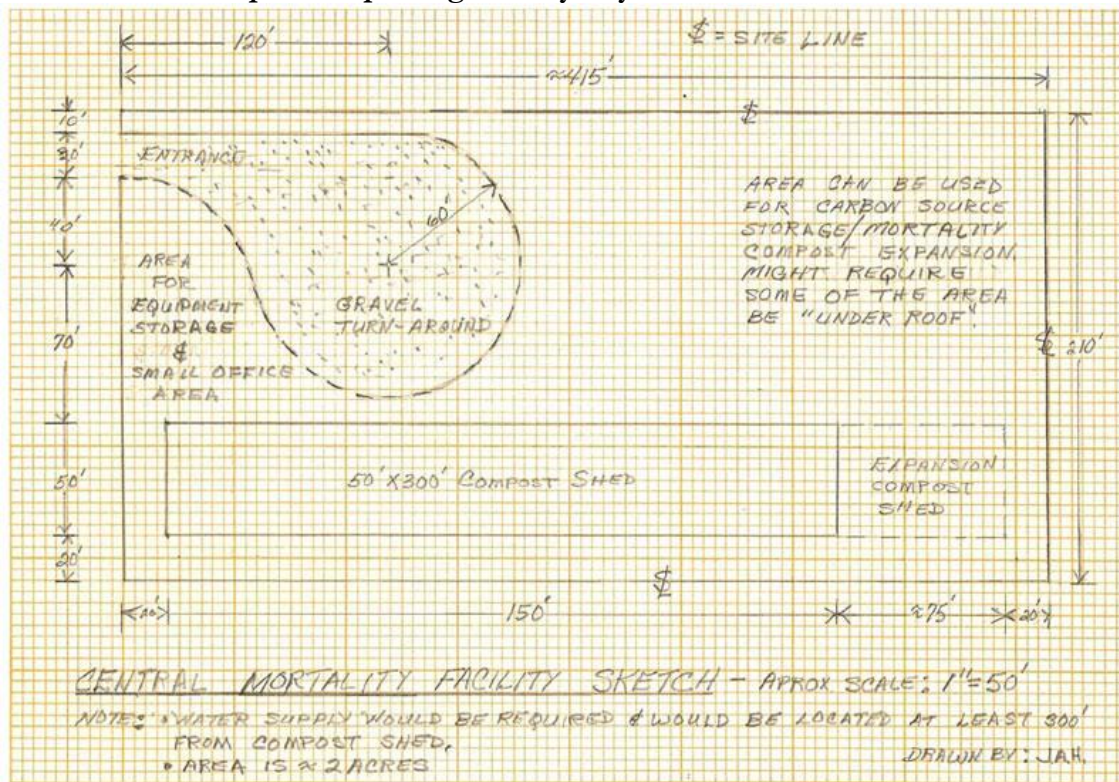 120'
⅊ = SITE LINE
≈415'
10'
20'
ENTRANCE
40'
60'
AREA CAN BE USED
FOR CARBON SOURCE
STORAGE/MORTALITY
COMPOST EXPANSION.
MIGHT REQUIRE
SOME OF THE AREA
BE "UNDER ROOF".
AREA
FOR
EQUIPMENT
STORAGE
&
SMALL OFFICE
AREA
GRAVEL
TURN-AROUND
70'
210'
50'
50'X300' COMPOST SHED
EXPANSION
COMPOST
SHED
20'
20'
150'
≈75'
20'
CENTRAL MORTALITY FACILITY SKETCH - APROX SCALE: 1"=50'
NOTE: • WATER SUPPLY WOULD BE REQUIRED & WOULD BE LOCATED AT LEAST 300'
FROM COMPOST SHED.
• AREA IS ≈ 2 ACRES
DRAWN BY: JAH.